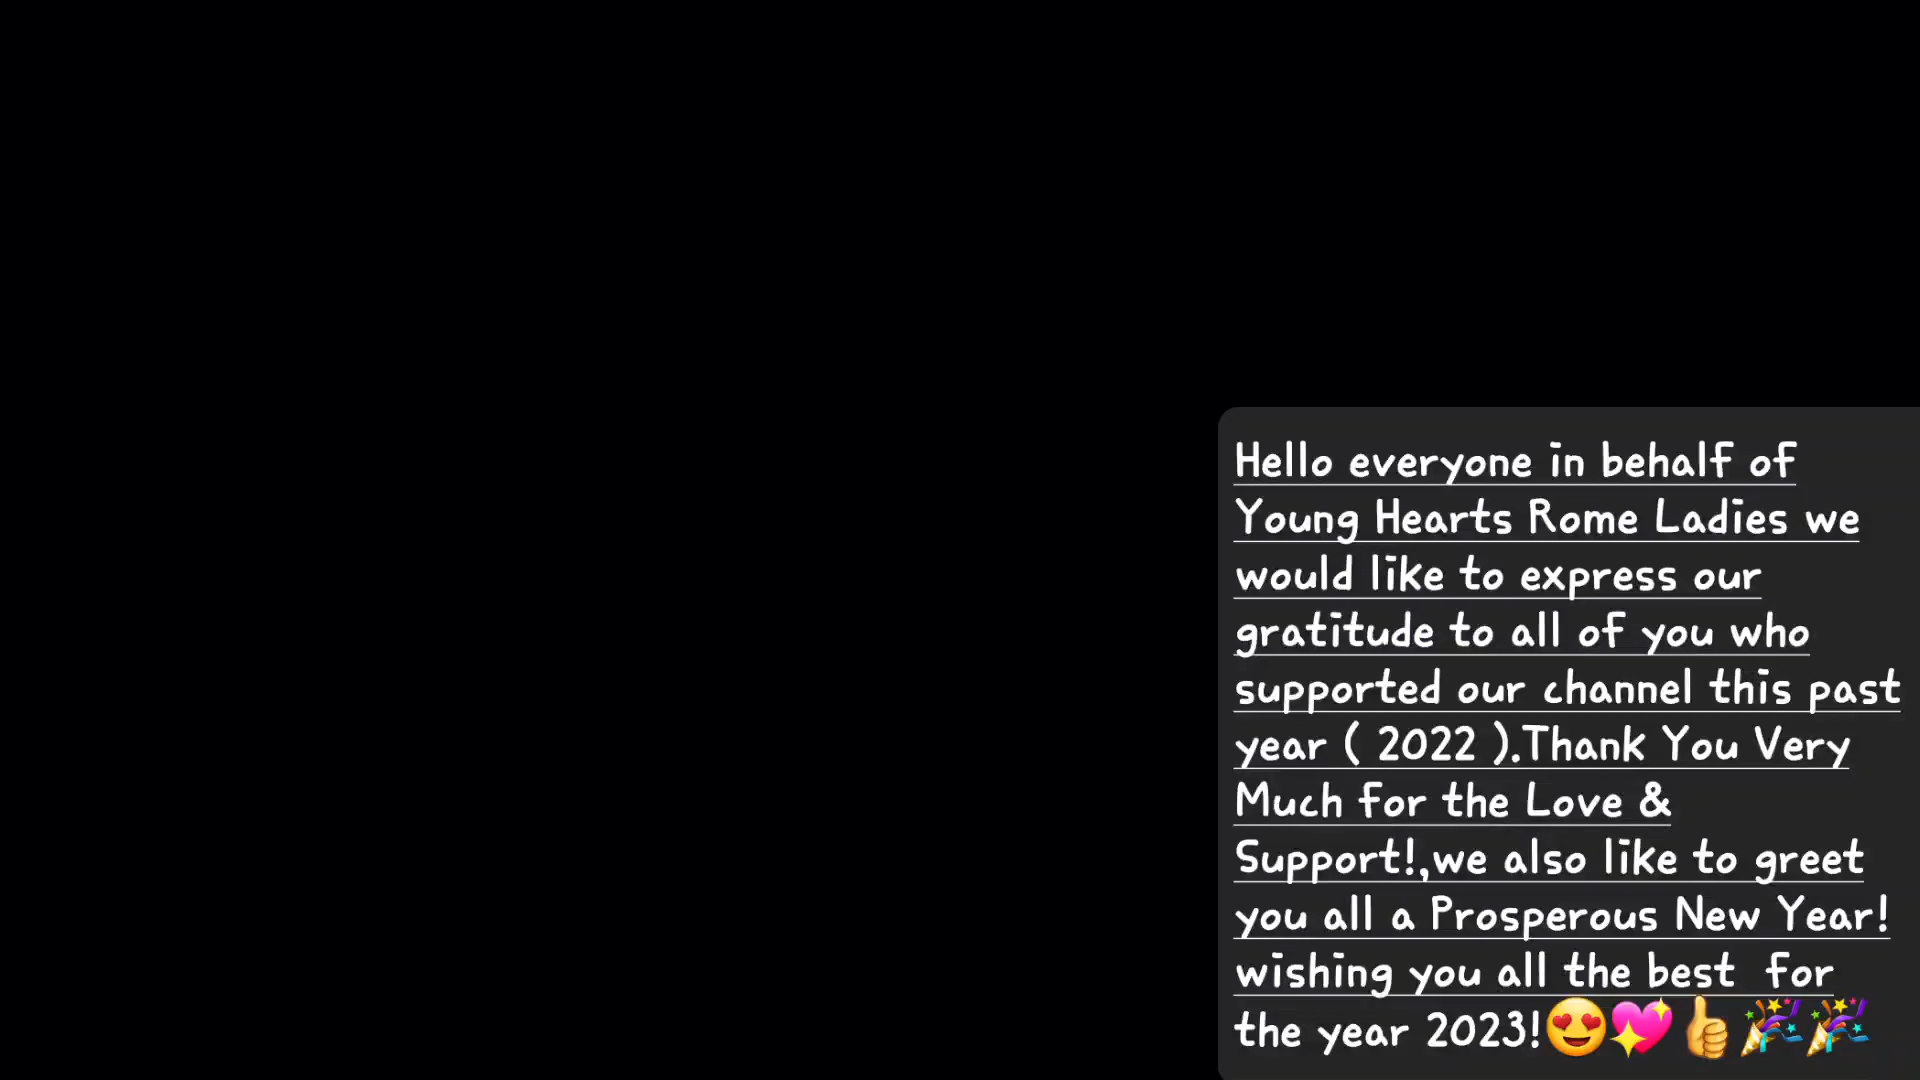 Hello everyone in behalf of
Young Hearts Rome Ladies we
would like to express our
gratitude to all of you who
supported our channel this past
year ( 2022 ).Thank You Very
Much for the Love &
Support!,we also like to greet
you all a Prosperous New Year!
wishing you all the best  for
the year 2023!😍💖👍🎉🎉